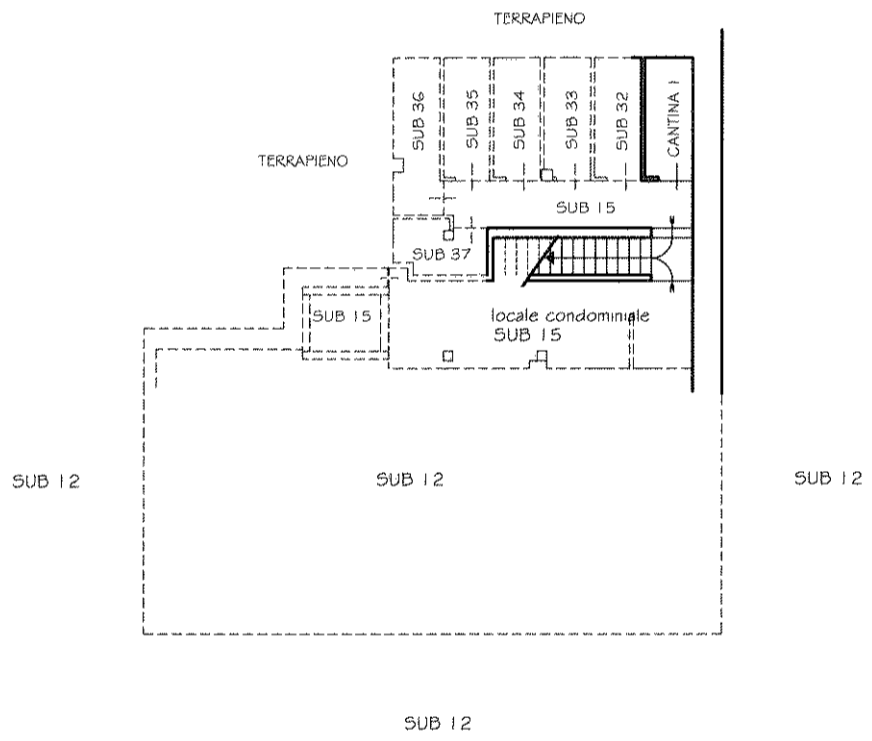 TERRAPIENO
SUB 36
SUB 35
SUB 34
SUB 33
SUB 32
CANTINA 1
TERRAPIENO
SUB 15
SUB 37
SUB 15
locale condominiale
SUB 15
SUB 12
SUB 12
SUB 12
SUB 12